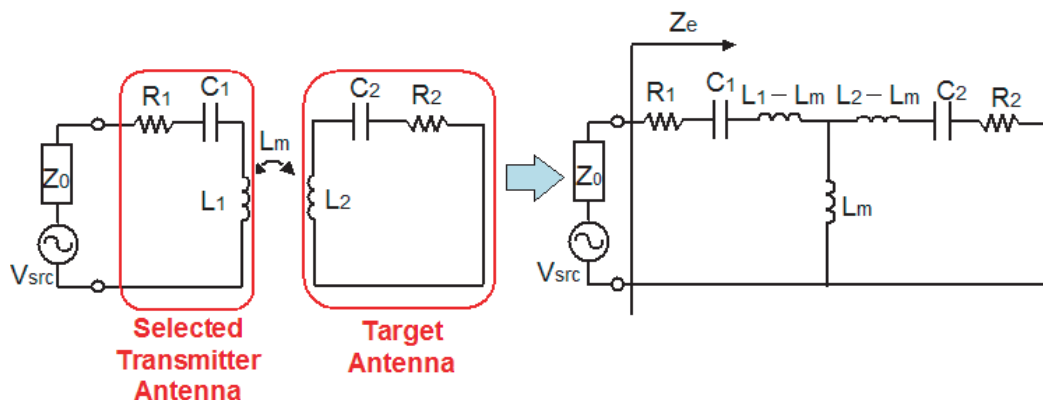 Ze
R1
C1
C2
R2
R1
C1
L1 – Lm
L2 – Lm
C2
R2
Lm
Z0
L1
L2
Z0
Lm
Vsrc
Vsrc
Selected
Transmitter
Antenna
Target
Antenna